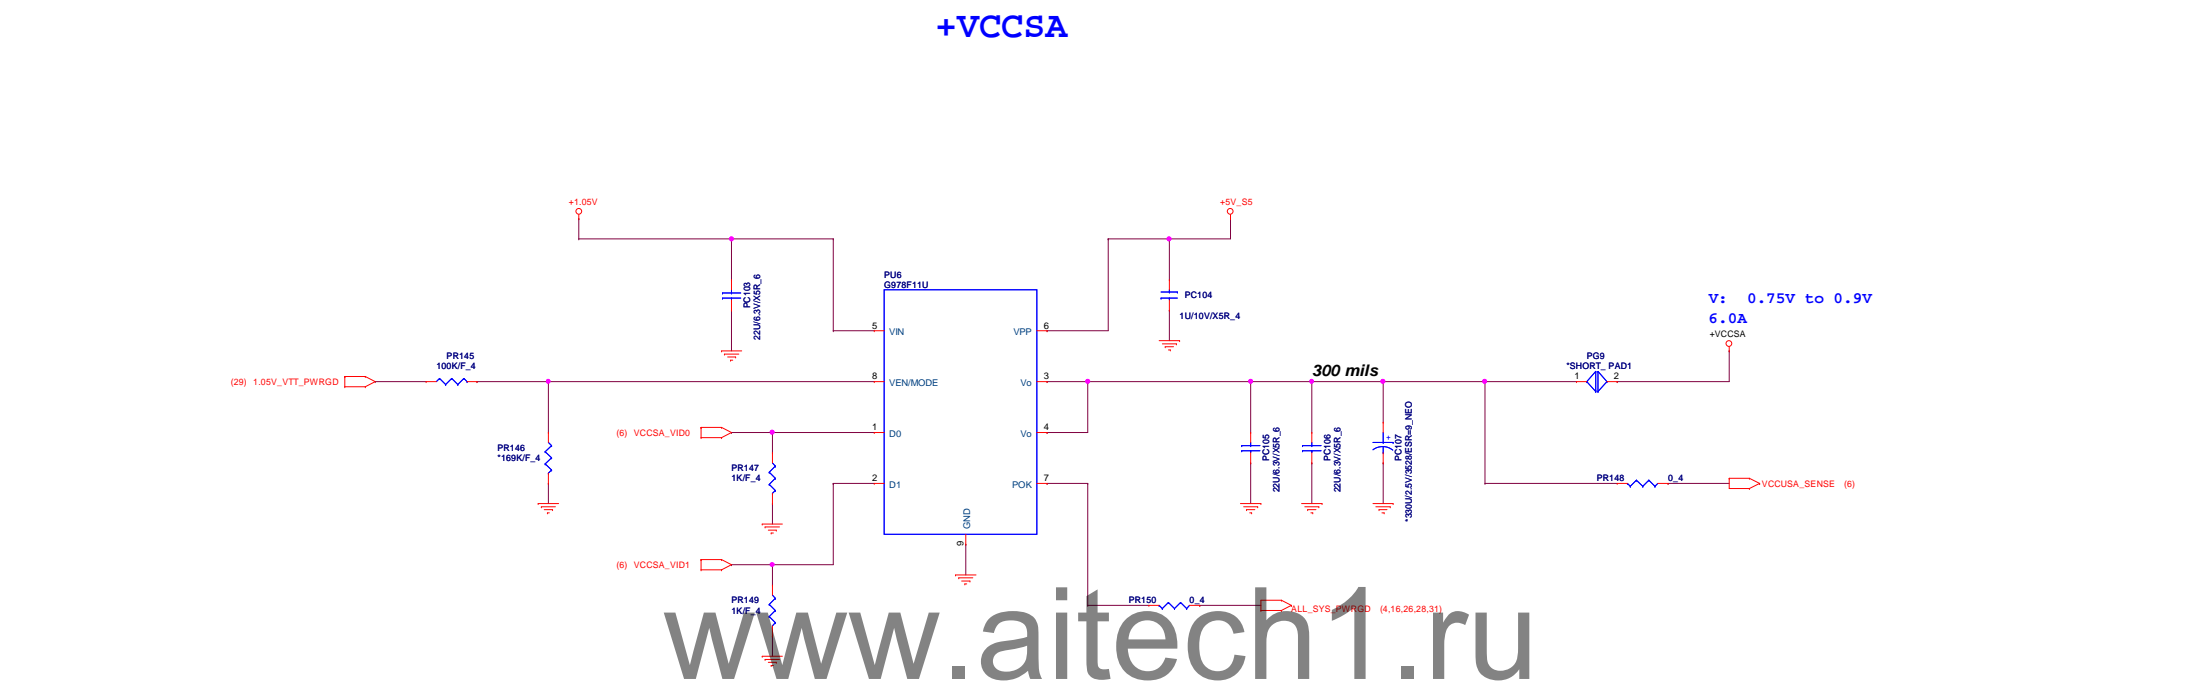 +VCCSA
+1.05V
+5V_S5
PC103
22U/6.3V/X5R_6
PU6
G978F11U
PC104
1U/10V/X5R_4
V: 0.75V to 0.9V
6.0A
+VCCSA
5 VIN
VPP 6
PR145
100K/F_4
(29) 1.05V_VTT_PWRGD
8 VEN/MODE
Vo 3
300 mils
PG9
*SHORT_ PAD1
1 2
(6) VCCSA_VID0
1 D0
Vo 4
PR146
*169K/F_4
PR147
1K/F_4
2 D1
POK 7
PC105
22U/6.3V/X5R_6
PC106
22U/6.3V/X5R_6
+
PC107
*330U/2.5V/3528/ESR=9_NEO
PR148 0_4
VCCUSA_SENSE (6)
GND
9
(6) VCCSA_VID1
PR149
1K/F_4
PR150 0_4
ALL_SYS_PWRGD (4,16,26,28,31)
www.aitech1.ru